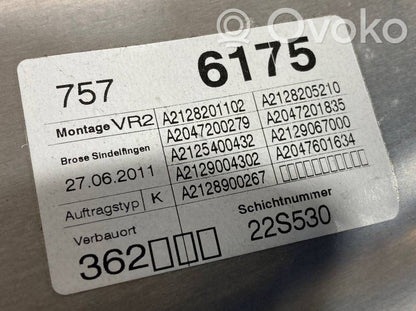 Ovoko
757 6175
Montage VR2 A2128201102 A2128205210
A2047200279 A2047201835
Brose Sindelfingen A2125400432 A2129067000
27.06.2011 A2129004302 A2047601634
Auftragstyp K A2128900267 □□□□□□□□□□□
Verbauort Schichtnummer
362□□□ 22S530